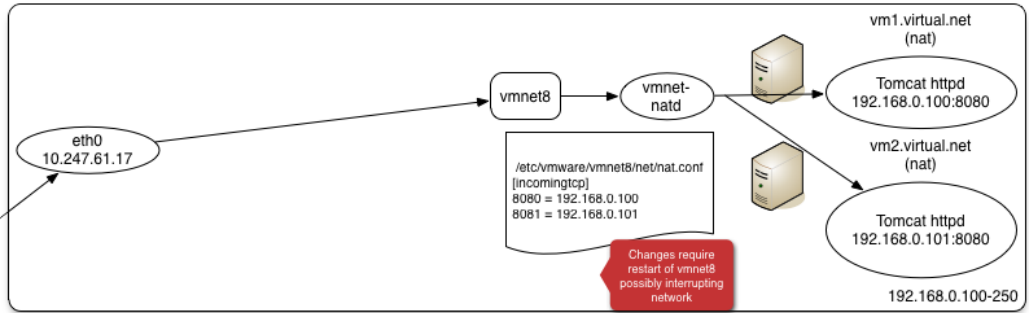 vm1.virtual.net
(nat)
Tomcat httpd
192.168.0.100:8080
vmnet8
vmnet-
natd
eth0
10.247.61.17
/etc/vmware/vmnet8/net/nat.conf
[incomingtcp]
8080 = 192.168.0.100
8081 = 192.168.0.101
vm2.virtual.net
(nat)
Tomcat httpd
192.168.0.101:8080
Changes require
restart of vmnet8
possibly interrupting
network
192.168.0.100-250